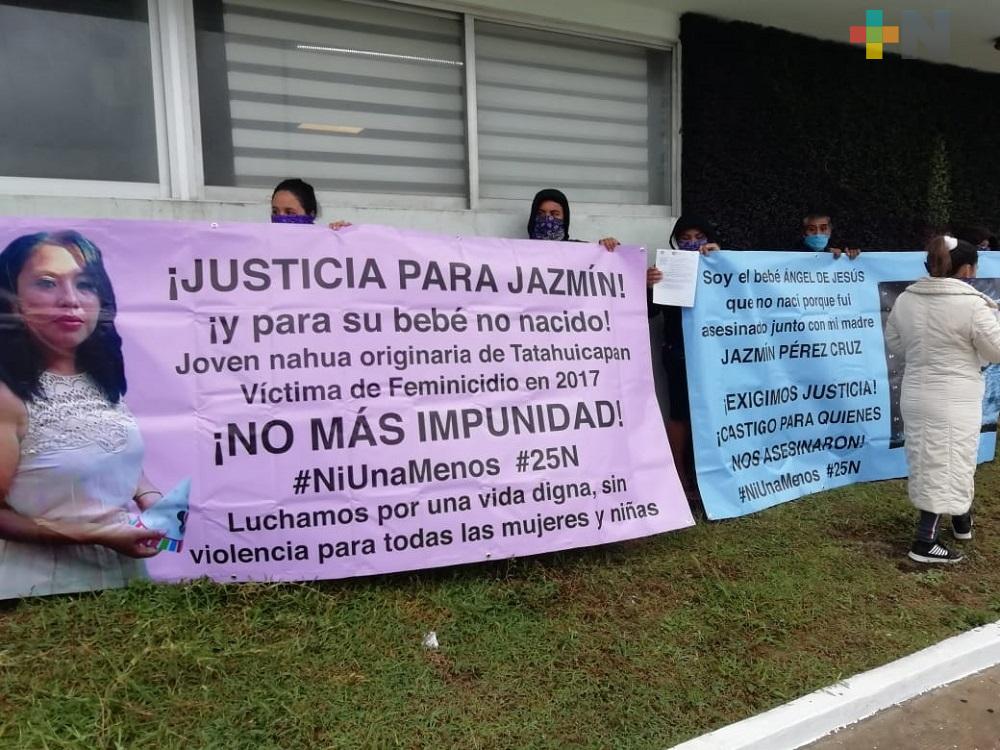 +N
¡JUSTICIA PARA JAZMÍN!
¡y para su bebé no nacido!
Joven nahua originaria de Tatahuicapan
Víctima de Feminicidio en 2017
¡NO MÁS IMPUNIDAD!
#NiUnaMenos #25N
Luchamos por una vida digna, sin
violencia para todas las mujeres y niñas
Soy el bebé ÁNGEL DE JESÚS
que no nací porque fui
asesinado junto con mi madre
JAZMÍN PÉREZ CRUZ
¡EXIGIMOS JUSTICIA!
¡CASTIGO PARA QUIENES
NOS ASESINARON!
#NiUnaMenos #25N